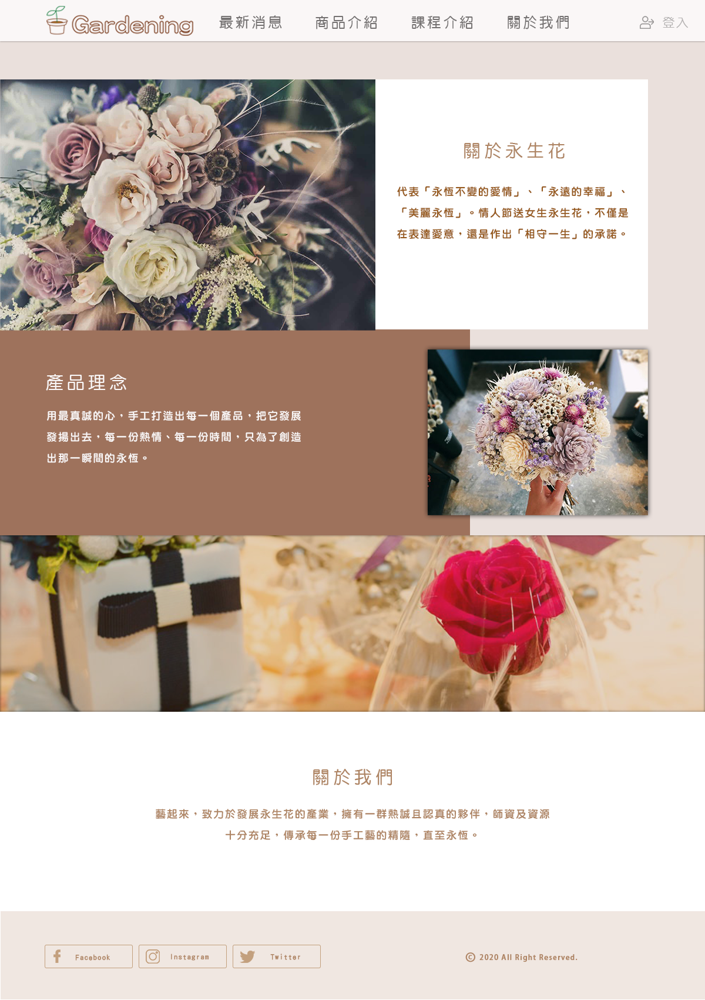 Gardening
最新消息
商品介紹
課程介紹
關於我們
登入
關於永生花
代表「永恆不變的愛情」、「永遠的幸福」、
「美麗永恆」。情人節送女生永生花，不僅是
在表達愛意，還是作出「相守一生」的承諾。
產品理念
用最真誠的心，手工打造出每一個產品，把它發展
發揚出去，每一份熱情、每一份時間，只為了創造
出那一瞬間的永恆。
關於我們
藝起來，致力於發展永生花的產業，擁有一群熱誠且認真的夥伴，師資及資源
十分充足，傳承每一份手工藝的精隨，直至永恆。
Facebook
Instagram
Twitter
© 2020 All Right Reserved.